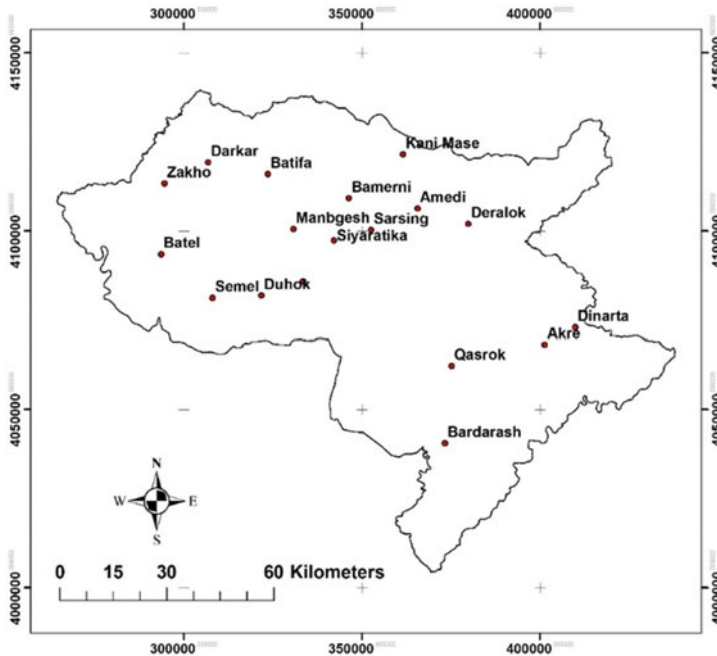 300000 350000 400000
4150000 4150000
Kani Mase
Darkar
Batifa
Zakho
Bamerni
Amedi
Deralok
Manbgesh Sarsing
4100000 4100000
Siyaratika
Batel
Semel Duhok
Dinarta
Akre
Qasrok
4050000 4050000
Bardarash
N
W E
S
0 15 30 60 Kilometers
4000000 4000000
300000 350000 400000